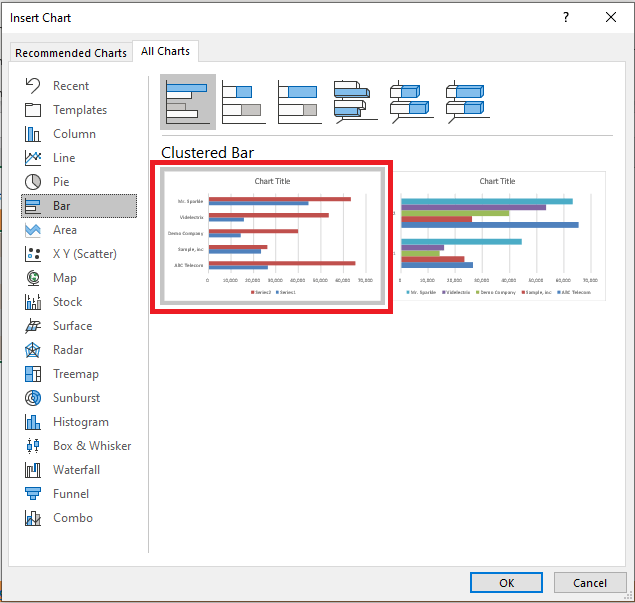 Insert Chart
?
Recommended Charts
All Charts
Recent
Templates
Column
Line
Pie
Bar
Area
X Y (Scatter)
Map
Stock
Surface
Radar
Treemap
Sunburst
Histogram
Box & Whisker
Waterfall
Funnel
Combo
Clustered Bar
Chart Title
Mr. Sparkle
Videlectrix
Demo Company
Sample, inc
ABC Telecom
0 10,000 20,000 30,000 40,000 50,000 60,000 70,000
Series2 Series1
Chart Title
0 10,000 20,000 30,000 40,000 50,000 60,000 70,000
Mr. Sparkle Videlectrix Demo Company Sample, inc ABC Telecom
OK
Cancel